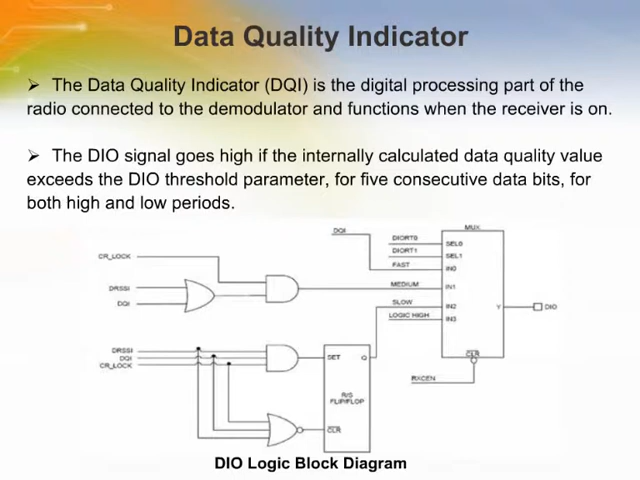 Data Quality Indicator
➢ The Data Quality Indicator (DQI) is the digital processing part of the
radio connected to the demodulator and functions when the receiver is on.
➢ The DIO signal goes high if the internally calculated data quality value
exceeds the DIO threshold parameter, for five consecutive data bits, for
both high and low periods.
DQI
MUX
DIORT0
SEL0
DIORT1
SEL1
CR_LOCK
FAST
IN0
DRSSI
MEDIUM
IN1
DQI
SLOW
IN2
Y
DIO
LOGIC HIGH
IN3
DRSSI
DQI
CR_LOCK
SET
Q
CLR
RXCEN
R/S
FLIP/FLOP
CLR
DIO Logic Block Diagram